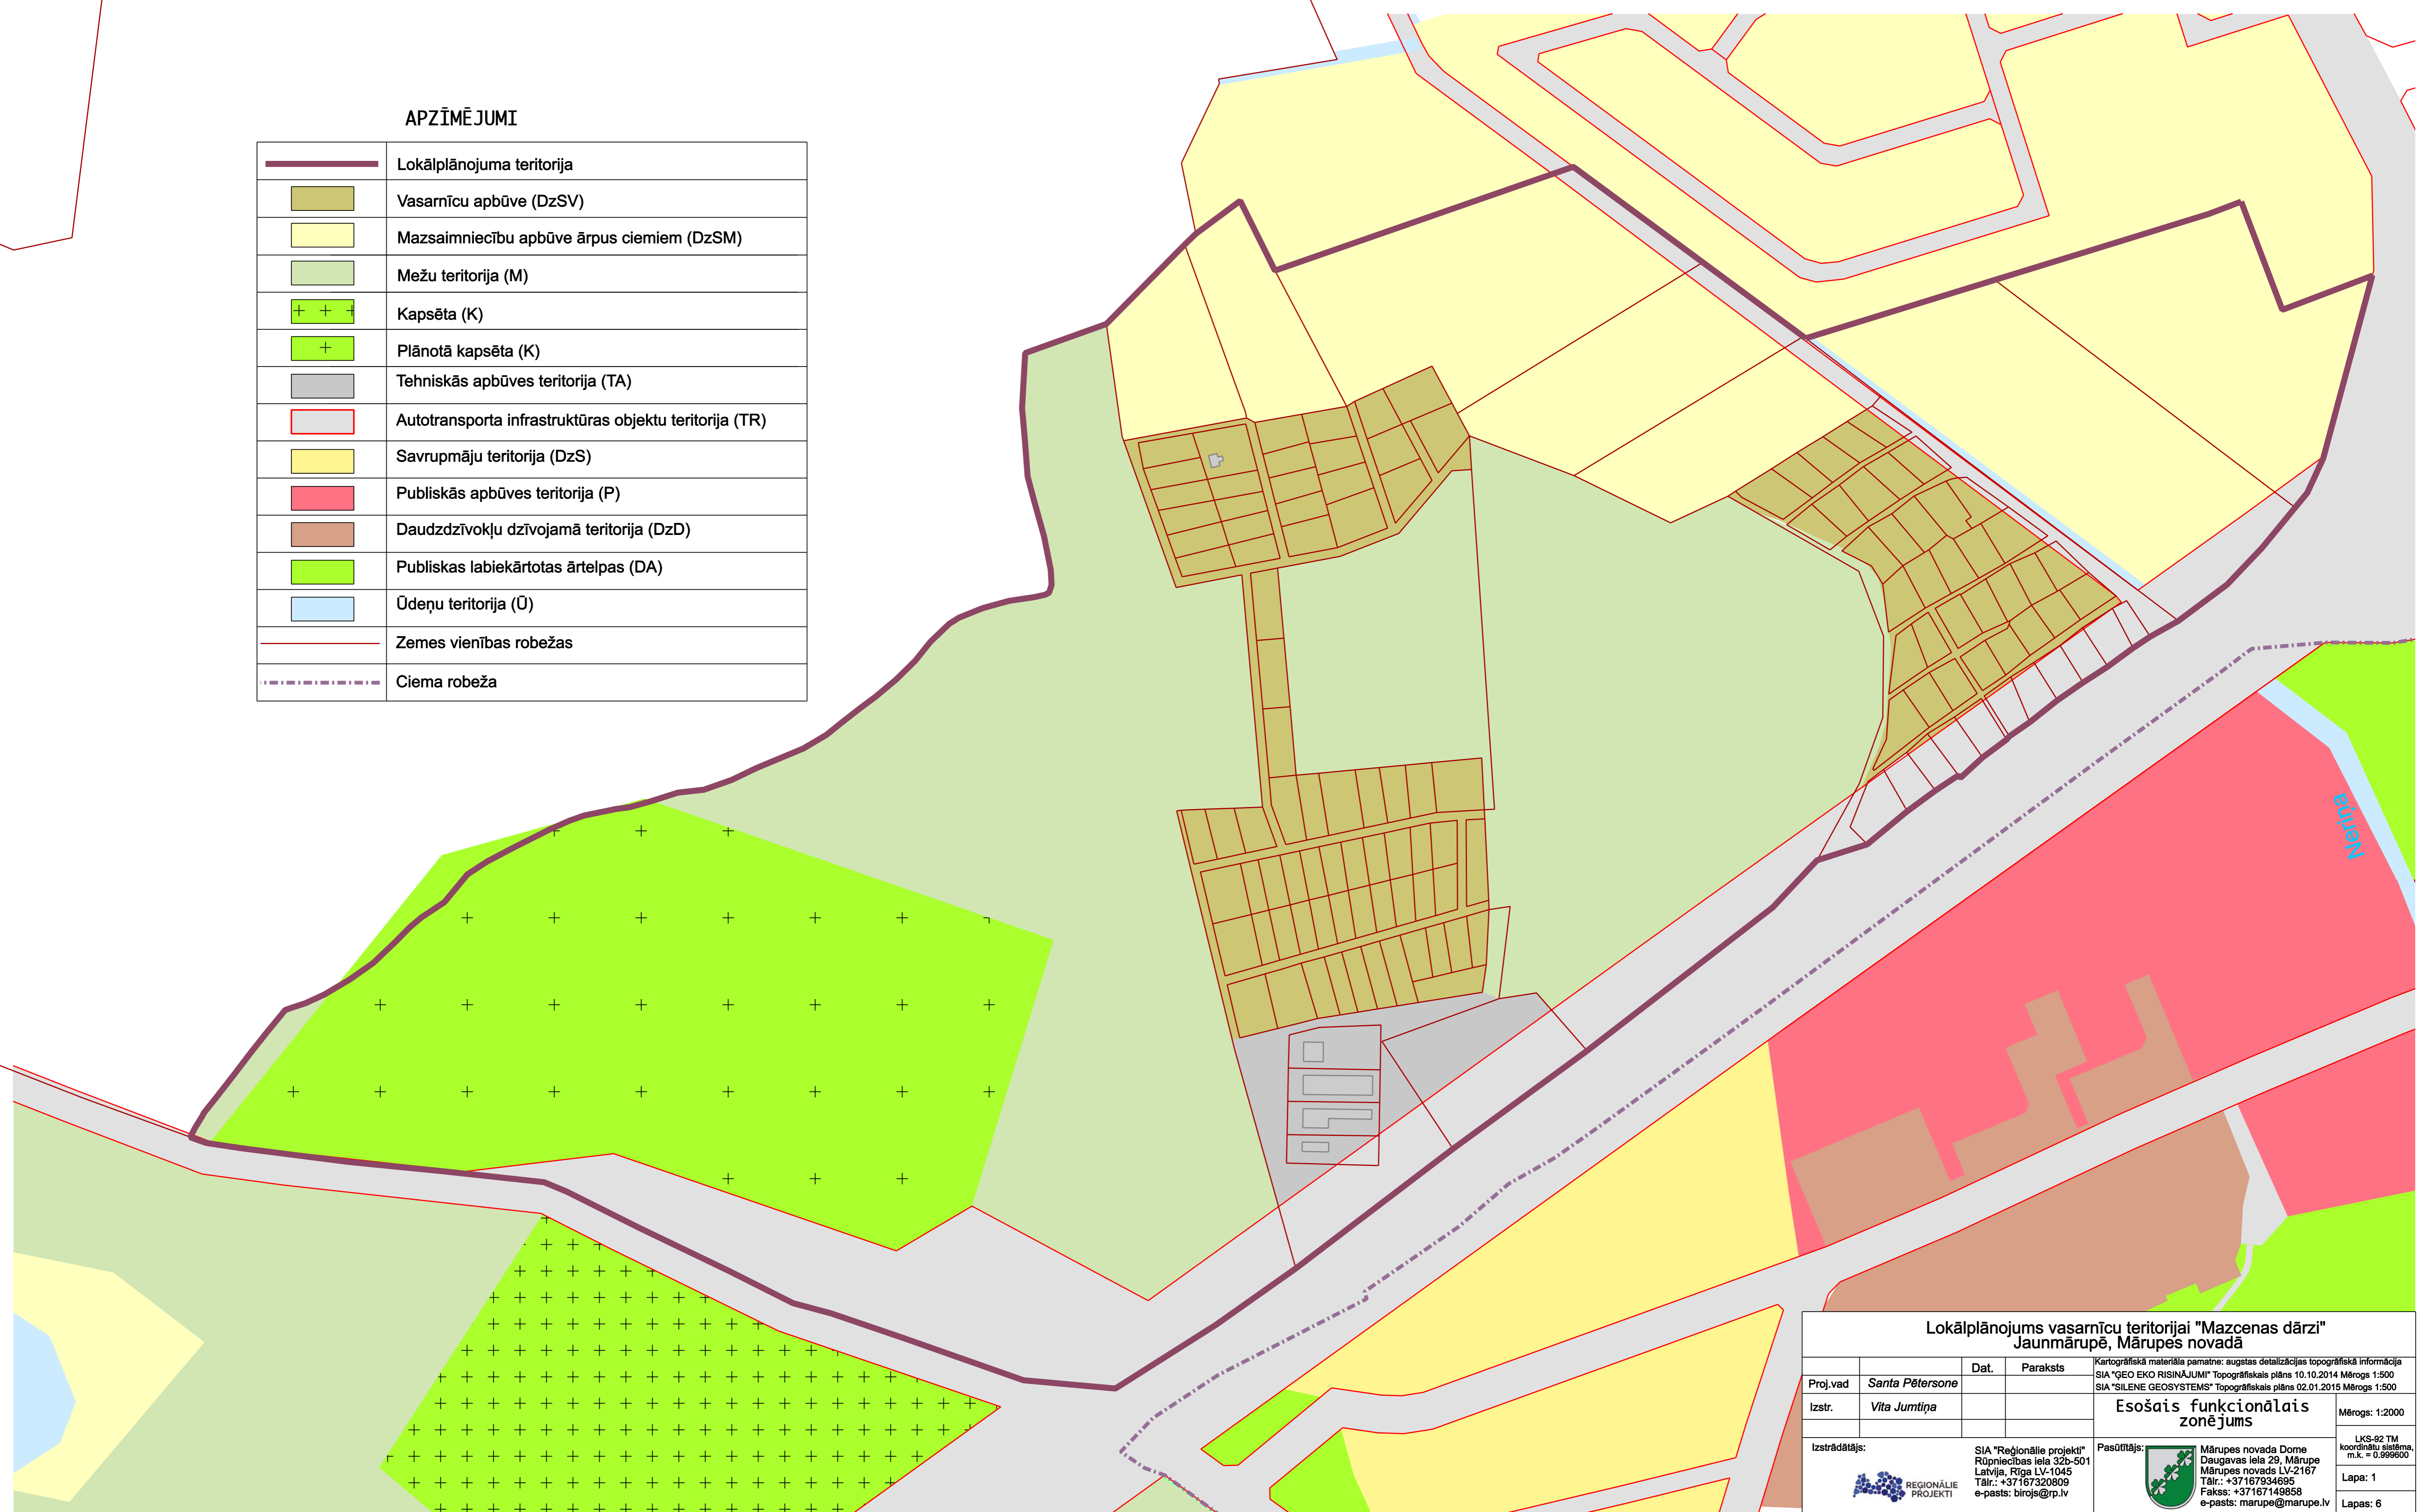 APZĪMĒJUMI
Lokālplānojuma teritorija
Vasarnīcu apbūve (DzSV)
Mazsaimniecību apbūve ārpus ciemiem (DzSM)
Mežu teritorija (M)
Kapsēta (K)
Plānotā kapsēta (K)
Tehniskās apbūves teritorija (TA)
Autotransporta infrastruktūras objektu teritorija (TR)
Savrupmāju teritorija (DzS)
Publiskās apbūves teritorija (P)
Daudzdzīvokļu dzīvojamā teritorija (DzD)
Publiskas labiekārtotas ārtelpas (DA)
Ūdeņu teritorija (Ū)
Zemes vienības robežas
Ciema robeža
Neriņa
Lokālplānojums vasarnīcu teritorijai "Mazcenas dārzi"
Jaunmārupē, Mārupes novadā
Dat.
Paraksts
Kartogrāfiskā materiāla pamatne: augstas detalizācijas topogrāfiskā informācija
SIA "ĢEO EKO RISINĀJUMI" Topogrāfiskais plāns 10.10.2014 Mērogs 1:500
SIA "SILENE GEOSYSTEMS" Topogrāfiskais plāns 02.01.2015 Mērogs 1:500
Proj.vad
Santa Pētersone
Izstr.
Vita Jumtiņa
Esošais funkcionālais
zonējums
Mērogs: 1:2000
LKS-92 TM
koordinātu sistēma,
m.k. = 0.999600
Lapa: 1
Lapas: 6
Izstrādātājs:
REĢIONĀLIE
PROJEKTI
SIA "Reģionālie projekti"
Rūpniecības iela 32b-501
Latvija, Rīga LV-1045
Tālr.: +37167320809
e-pasts: birojs@rp.lv
Pasūtītājs:
Mārupes novada Dome
Daugavas iela 29, Mārupe
Mārupes novads LV-2167
Tālr.: +37167934695
Fakss: +37167149858
e-pasts: marupe@marupe.lv